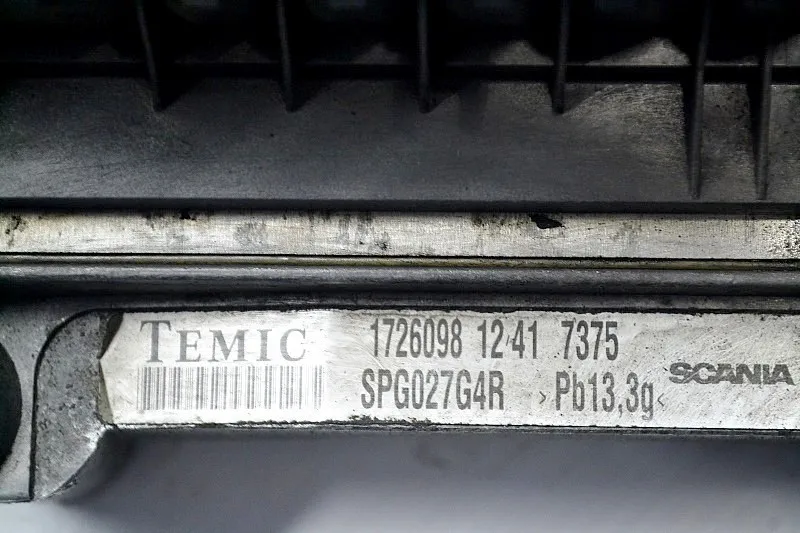 TEMIC
1726098 12 41 7375
SPG027G4R >Pb13,3g<
SCANIA